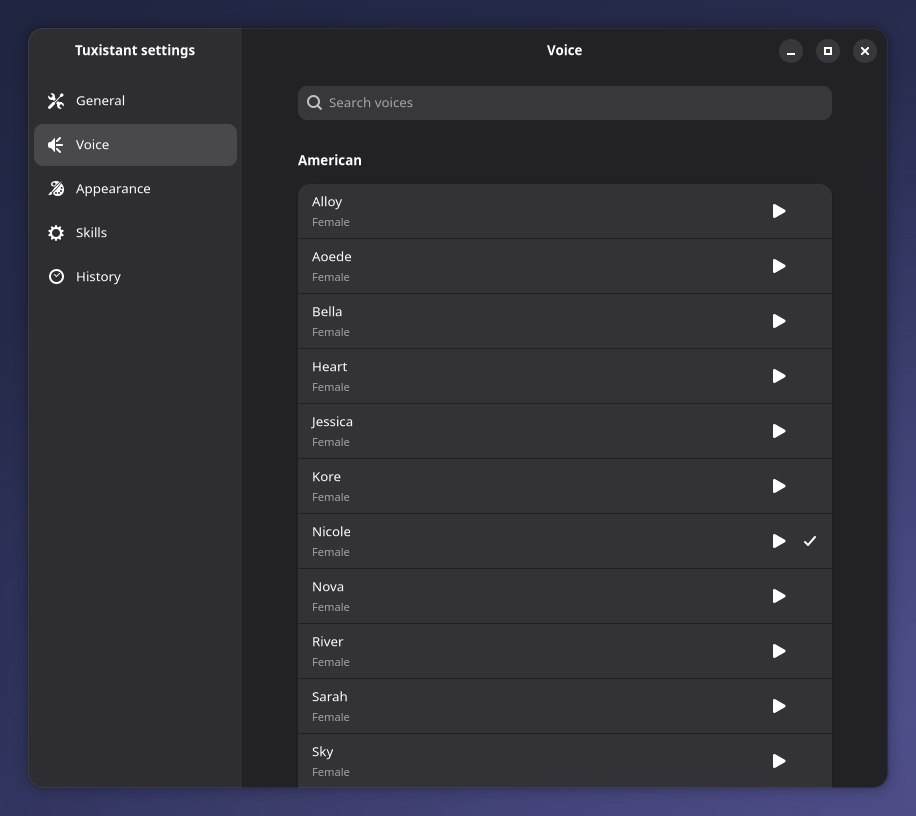 Tuxistant settings
General
Voice
Appearance
Skills
History
Voice
Search voices
American
Alloy
Female
Aoede
Female
Bella
Female
Heart
Female
Jessica
Female
Kore
Female
Nicole
Female
Nova
Female
River
Female
Sarah
Female
Sky
Female